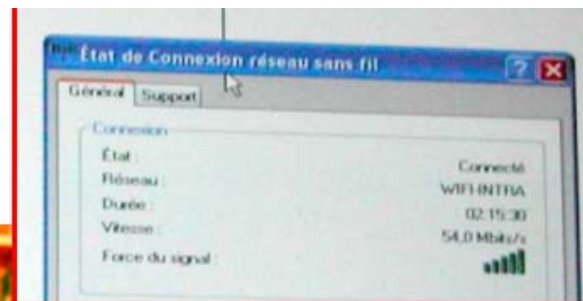 État de Connexion réseau sans fil
Général Support
Connexion
État : Connecté
Réseau : WIFI-INTRA
Durée : 02:15:30
Vitesse : 54,0 Mbits/s
Force du signal :